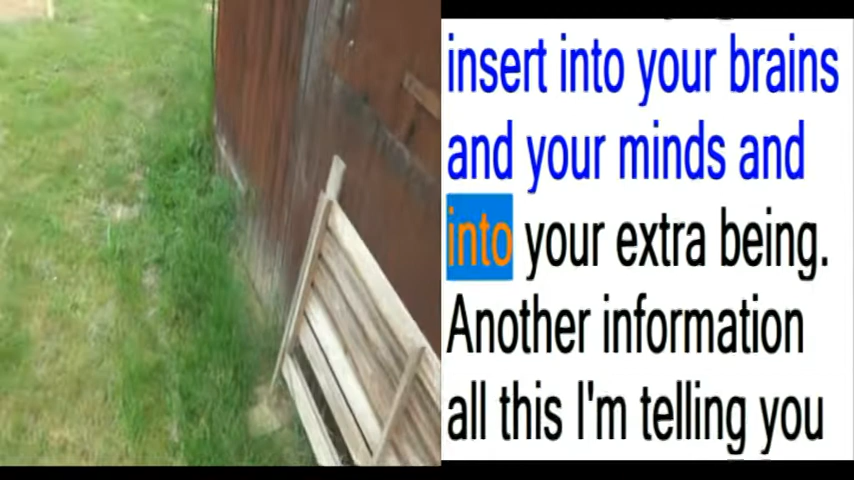 insert into your brains
and your minds and
into your extra being.
Another information
all this I'm telling you